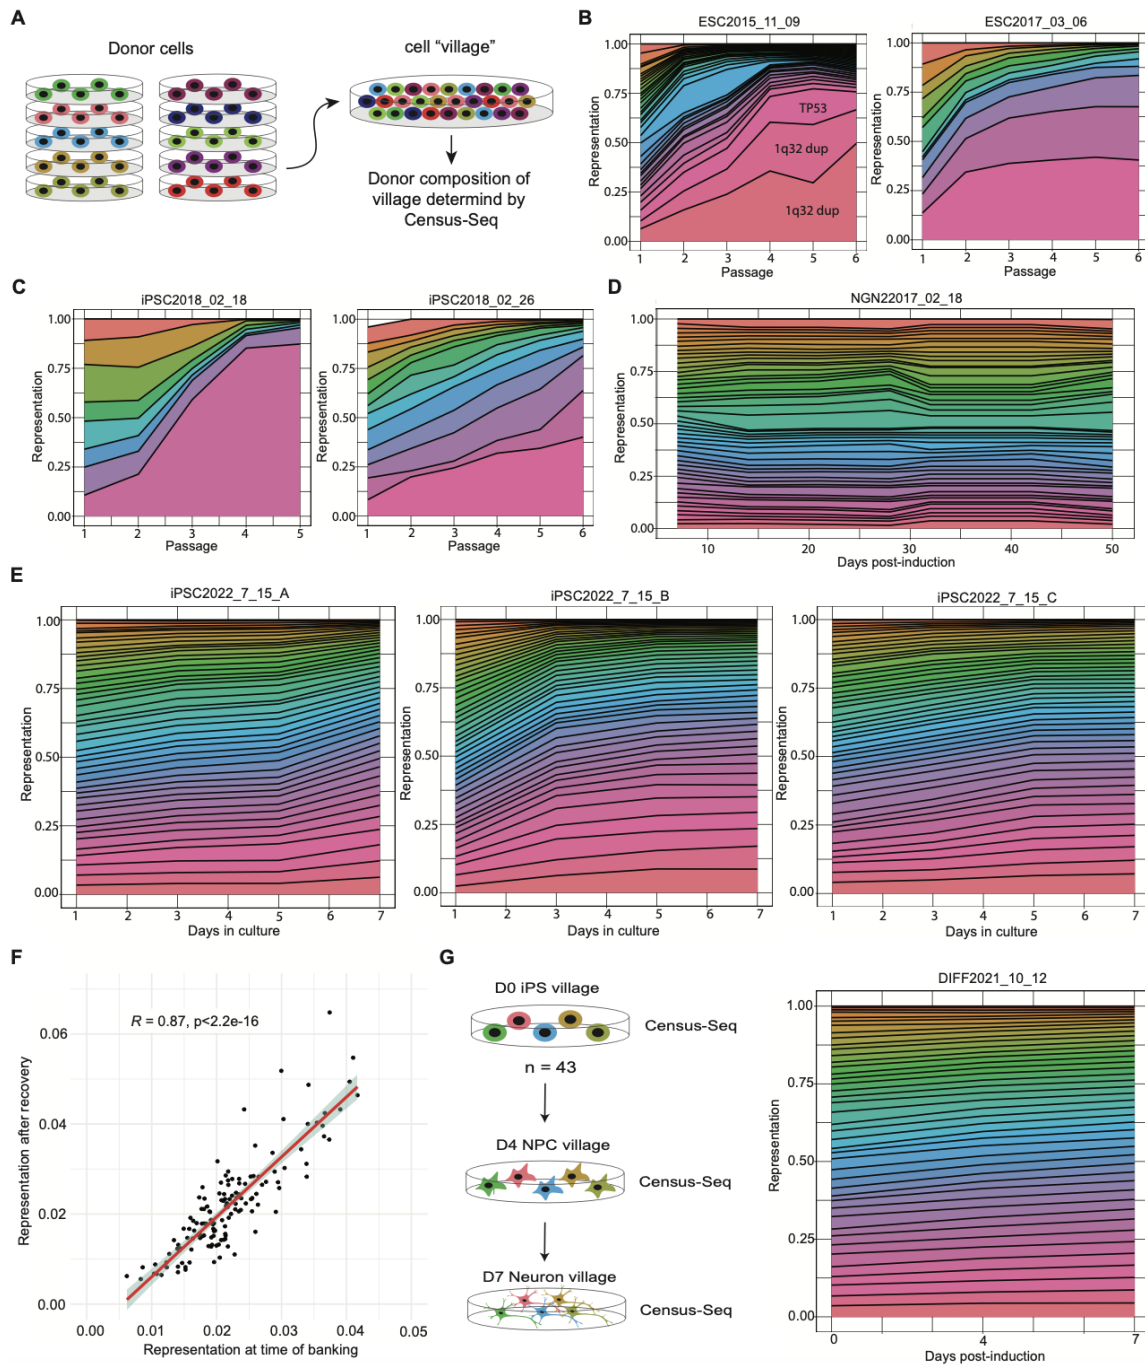 A
Donor cells
cell “village”
Donor composition of
village determind by
Census-Seq
B
ESC2015_11_09
Representation
1.00
0.75
0.50
0.25
0.00
TP53
1q32 dup
1q32 dup
1 2 3 4 5 6
Passage
ESC2017_03_06
Representation
1.00
0.75
0.50
0.25
0.00
1 2 3 4 5 6
Passage
C
iPSC2018_02_18
Representation
1.00
0.75
0.50
0.25
0.00
1 2 3 4 5
Passage
iPSC2018_02_26
Representation
1.00
0.75
0.50
0.25
0.00
1 2 3 4 5 6
Passage
D
NGN22017_02_18
Representation
1.00
0.75
0.50
0.25
0.00
10 20 30 40 50
Days post-induction
E
iPSC2022_7_15_A
Representation
1.00
0.75
0.50
0.25
0.00
1 2 3 4 5 6 7
Days in culture
iPSC2022_7_15_B
Representation
1.00
0.75
0.50
0.25
0.00
1 2 3 4 5 6 7
Days in culture
iPSC2022_7_15_C
Representation
1.00
0.75
0.50
0.25
0.00
1 2 3 4 5 6 7
Days in culture
F
R = 0.87, p<2.2e-16
Representation after recovery
0.06
0.04
0.02
0.00
0.00 0.01 0.02 0.03 0.04 0.05
Representation at time of banking
G
D0 iPS village
Census-Seq
n = 43
D4 NPC village
Census-Seq
D7 Neuron village
Census-Seq
DIFF2021_10_12
Representation
1.00
0.75
0.50
0.25
0.00
0 4 7
Days post-induction